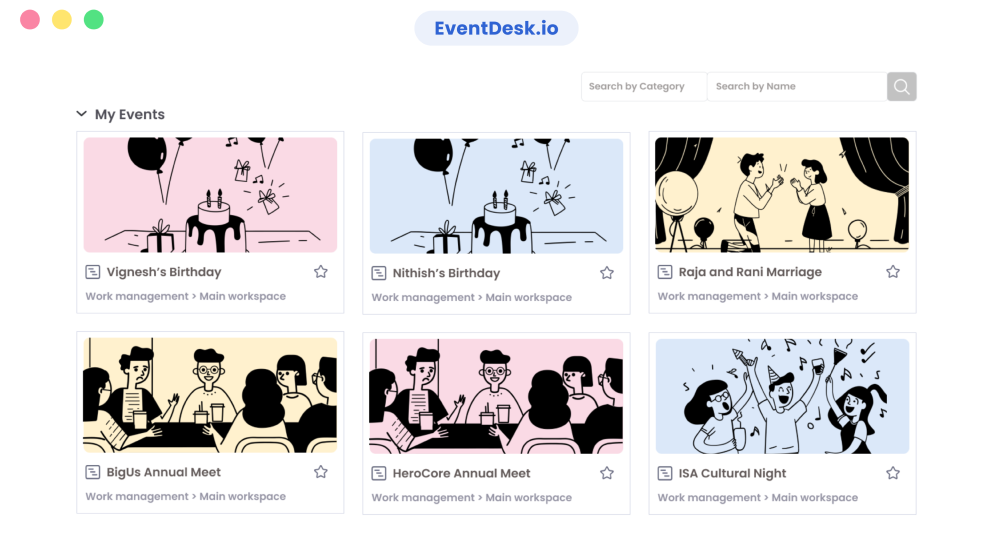 EventDesk.io
Search by Category
Search by Name
My Events
Vignesh’s Birthday
Work management > Main workspace
Nithish’s Birthday
Work management > Main workspace
Raja and Rani Marriage
Work management > Main workspace
BigUs Annual Meet
Work management > Main workspace
HeroCore Annual Meet
Work management > Main workspace
ISA Cultural Night
Work management > Main workspace